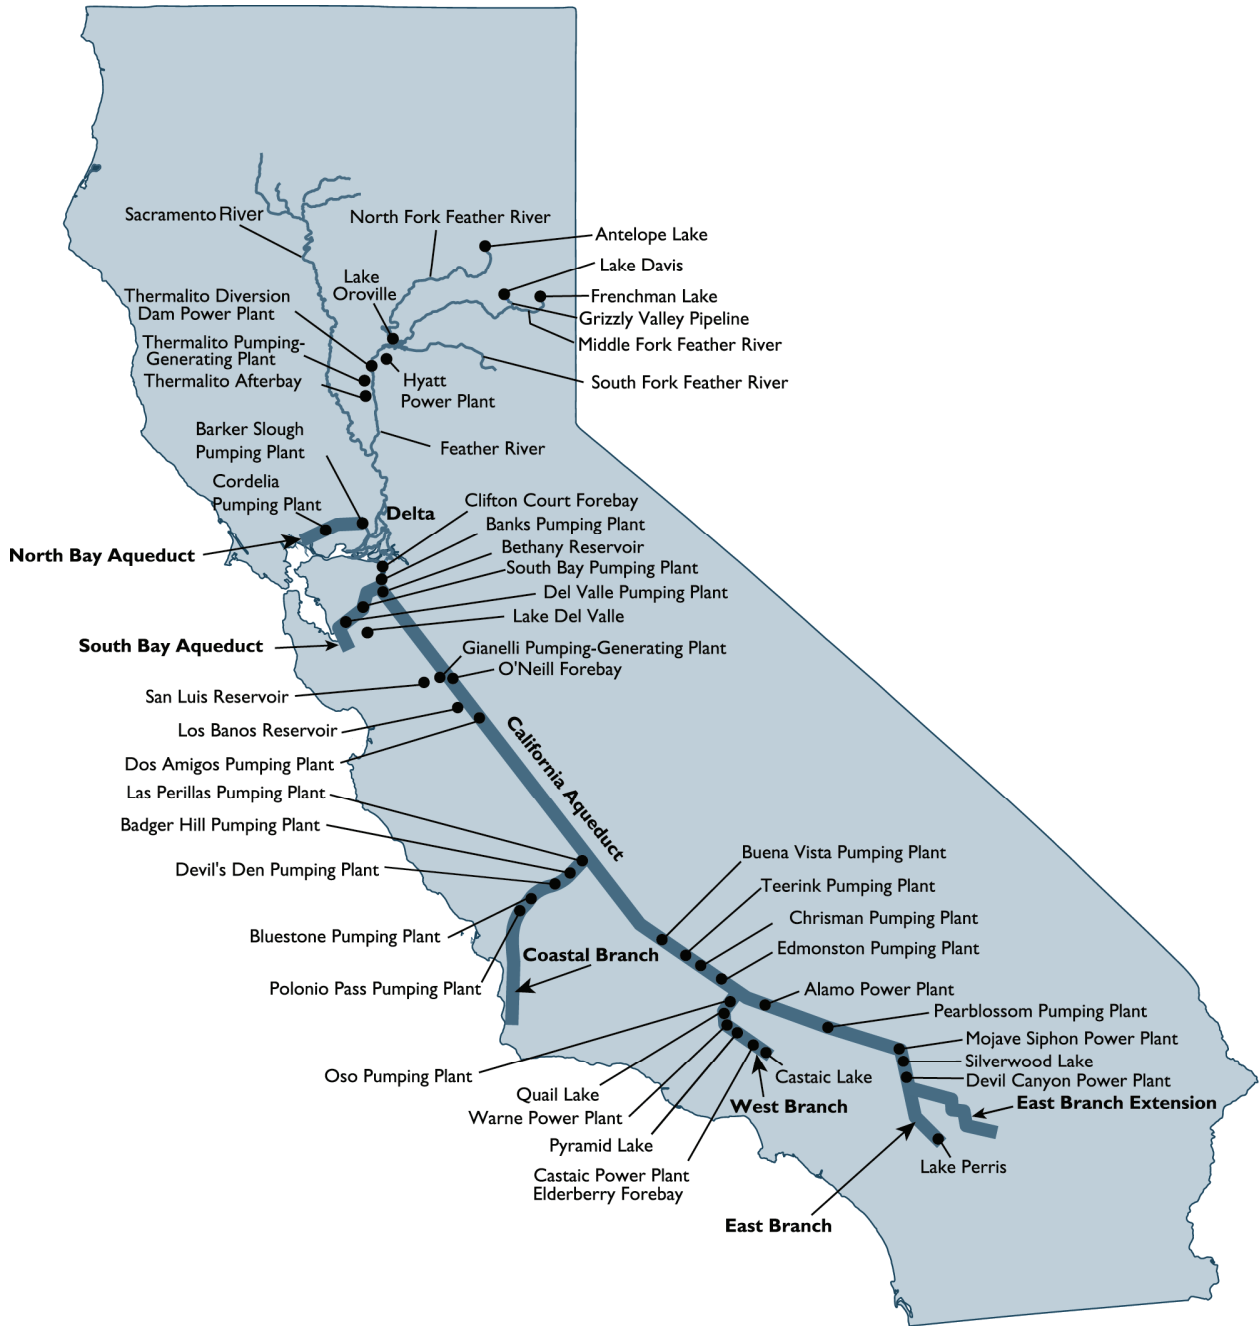 Sacramento River
North Fork Feather River
Antelope Lake
Lake Davis
Lake
Oroville
Frenchman Lake
Thermalito Diversion
Dam Power Plant
Grizzly Valley Pipeline
Thermalito Pumping-
Generating Plant
Middle Fork Feather River
Thermalito Afterbay
Hyatt
Power Plant
South Fork Feather River
Barker Slough
Pumping Plant
Feather River
Cordelia
Pumping Plant
Clifton Court Forebay
Delta
Banks Pumping Plant
North Bay Aqueduct
Bethany Reservoir
South Bay Pumping Plant
Del Valle Pumping Plant
Lake Del Valle
South Bay Aqueduct
Gianelli Pumping-Generating Plant
O'Neill Forebay
San Luis Reservoir
Los Banos Reservoir
California Aqueduct
Dos Amigos Pumping Plant
Las Perillas Pumping Plant
Badger Hill Pumping Plant
Devil's Den Pumping Plant
Buena Vista Pumping Plant
Teerink Pumping Plant
Chrisman Pumping Plant
Bluestone Pumping Plant
Edmonston Pumping Plant
Coastal Branch
Polonio Pass Pumping Plant
Alamo Power Plant
Pearblossom Pumping Plant
Mojave Siphon Power Plant
Silverwood Lake
Oso Pumping Plant
Castaic Lake
Devil Canyon Power Plant
Quail Lake
West Branch
East Branch Extension
Warne Power Plant
Pyramid Lake
Lake Perris
Castaic Power Plant
Elderberry Forebay
East Branch